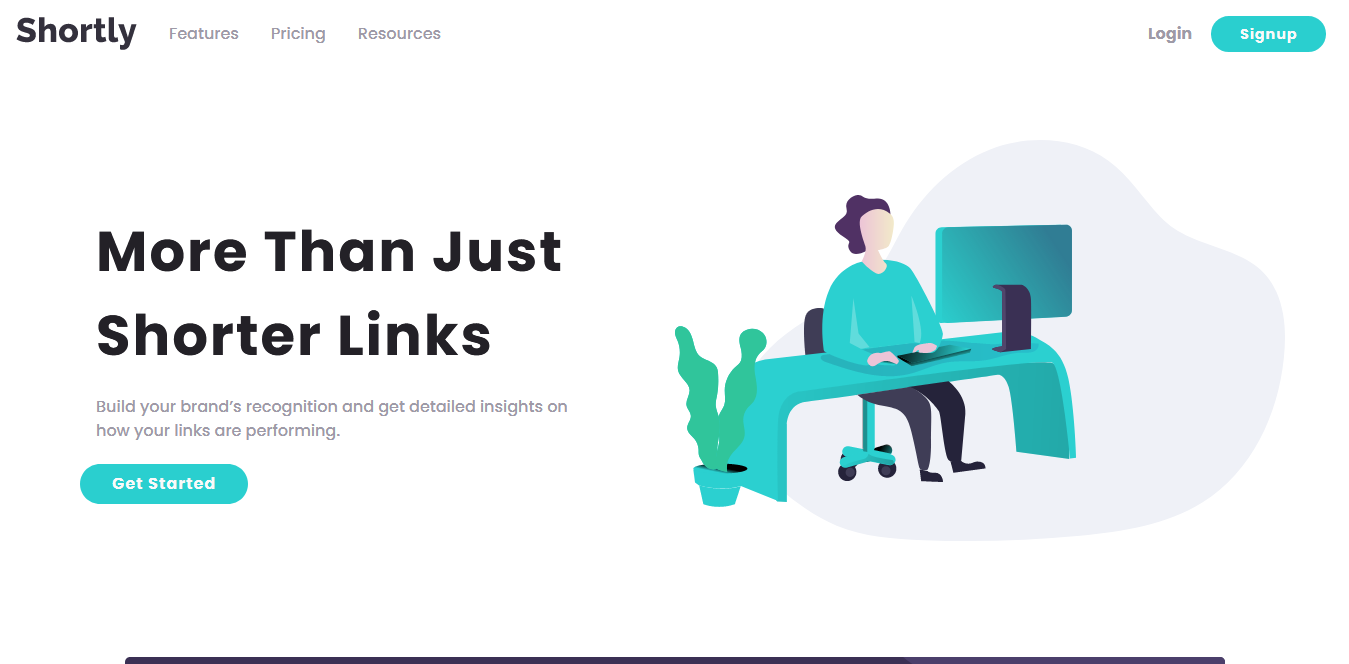 Shortly Features Pricing Resources Login Signup
More Than Just
Shorter Links
Build your brand’s recognition and get detailed insights on
how your links are performing.
Get Started